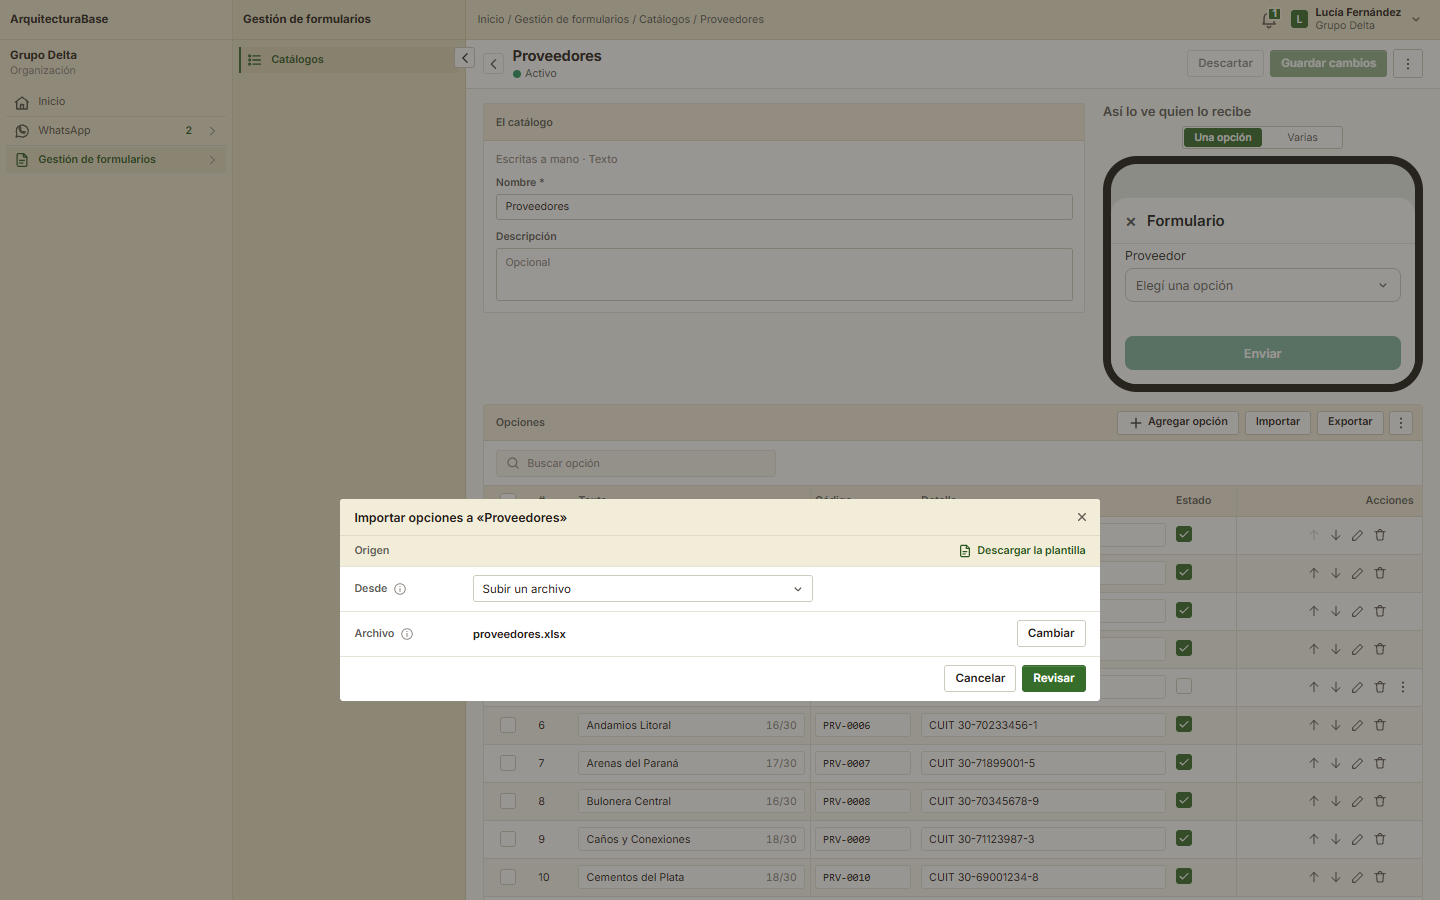 ArquitecturaBase
Gestión de formularios
Inicio / Gestión de formularios / Catálogos / Proveedores
1
L
Lucía Fernández
Grupo Delta
Grupo Delta
Organización
Inicio
WhatsApp 2
Gestión de formularios
Catálogos
Proveedores
Activo
Descartar
Guardar cambios
El catálogo
Escritas a mano · Texto
Nombre *
Proveedores
Descripción
Opcional
Así lo ve quien lo recibe
Una opción
Varias
Formulario
Proveedor
Elegí una opción
Enviar
Opciones
Agregar opción
Importar
Exportar
Buscar opción
Estado
Acciones
Importar opciones a «Proveedores»
Origen
Descargar la plantilla
Desde
Subir un archivo
Archivo
proveedores.xlsx
Cambiar
Cancelar
Revisar
6 Andamios Litoral 16/30 PRV-0006 CUIT 30-70233456-1
7 Arenas del Paraná 17/30 PRV-0007 CUIT 30-71899001-5
8 Bulonera Central 16/30 PRV-0008 CUIT 30-70345678-9
9 Caños y Conexiones 18/30 PRV-0009 CUIT 30-71123987-3
10 Cementos del Plata 18/30 PRV-0010 CUIT 30-69001234-8